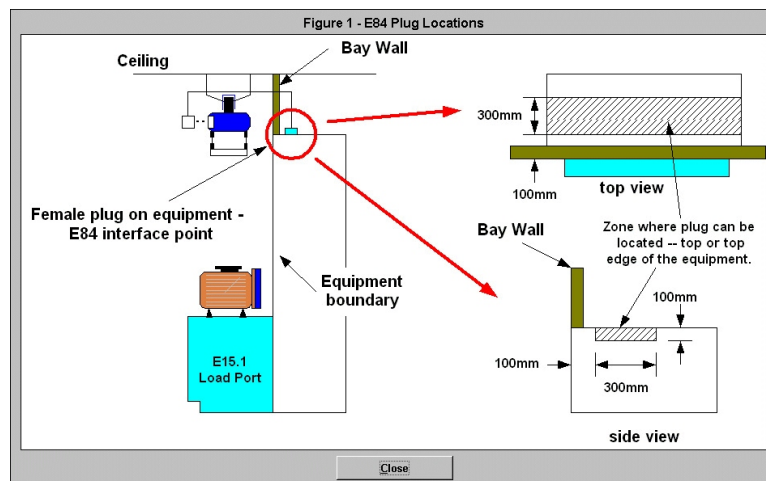 Figure 1 - E84 Plug Locations
Ceiling
Bay Wall
Female plug on equipment -
E84 interface point
Equipment
boundary
E15.1
Load Port
300mm
100mm
top view
Zone where plug can be
located -- top or top
edge of the equipment.
Bay Wall
100mm
100mm
300mm
side view
Close